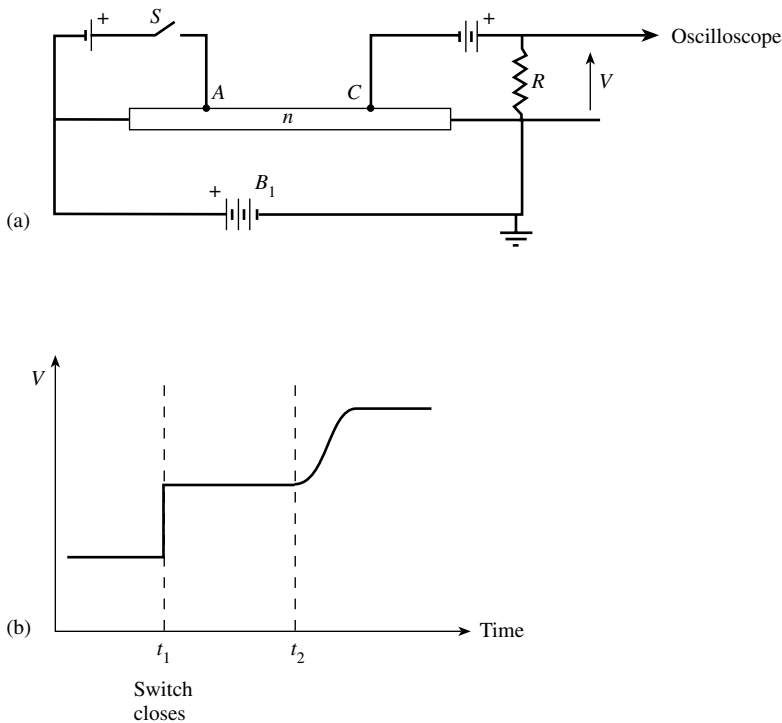 + S + Oscilloscope
A C R V
n
+ B1
(a)
V
(b) Time
t1 t2
Switch
closes